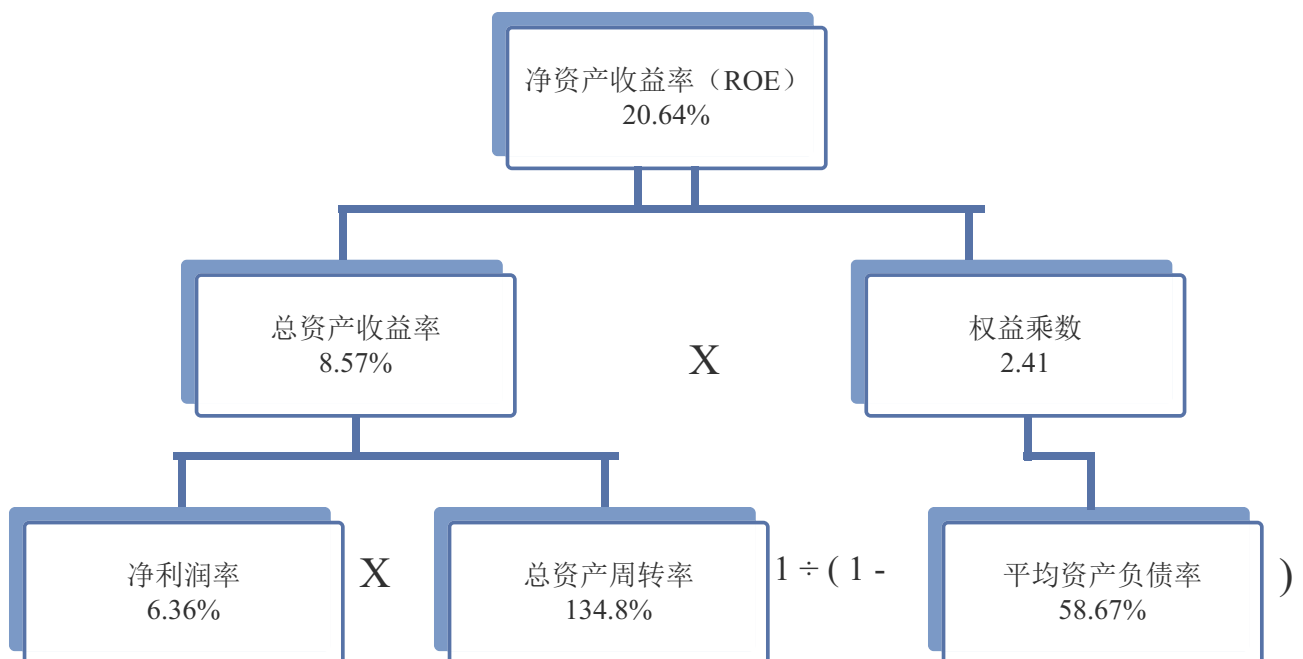 净资产收益率（ROE）
20.64%
总资产收益率
8.57%
X
权益乘数
2.41
净利润率
6.36%
X
总资产周转率
134.8%
1 ÷ ( 1 -
平均资产负债率
58.67%
)